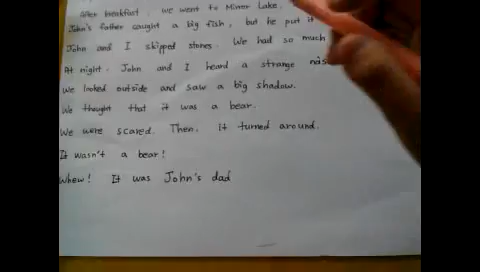 After breakfast. we went to Mirror Lake.
John's father caught a big fish, but he put it
John and I skipped stones. We had so much
At night. John and I heard a strange
We looked outside and saw a big shadow.
We thought that it was a bear.
We were scared. Then, It turned around.
It wasn't a bear!
Whew! It was John's dad